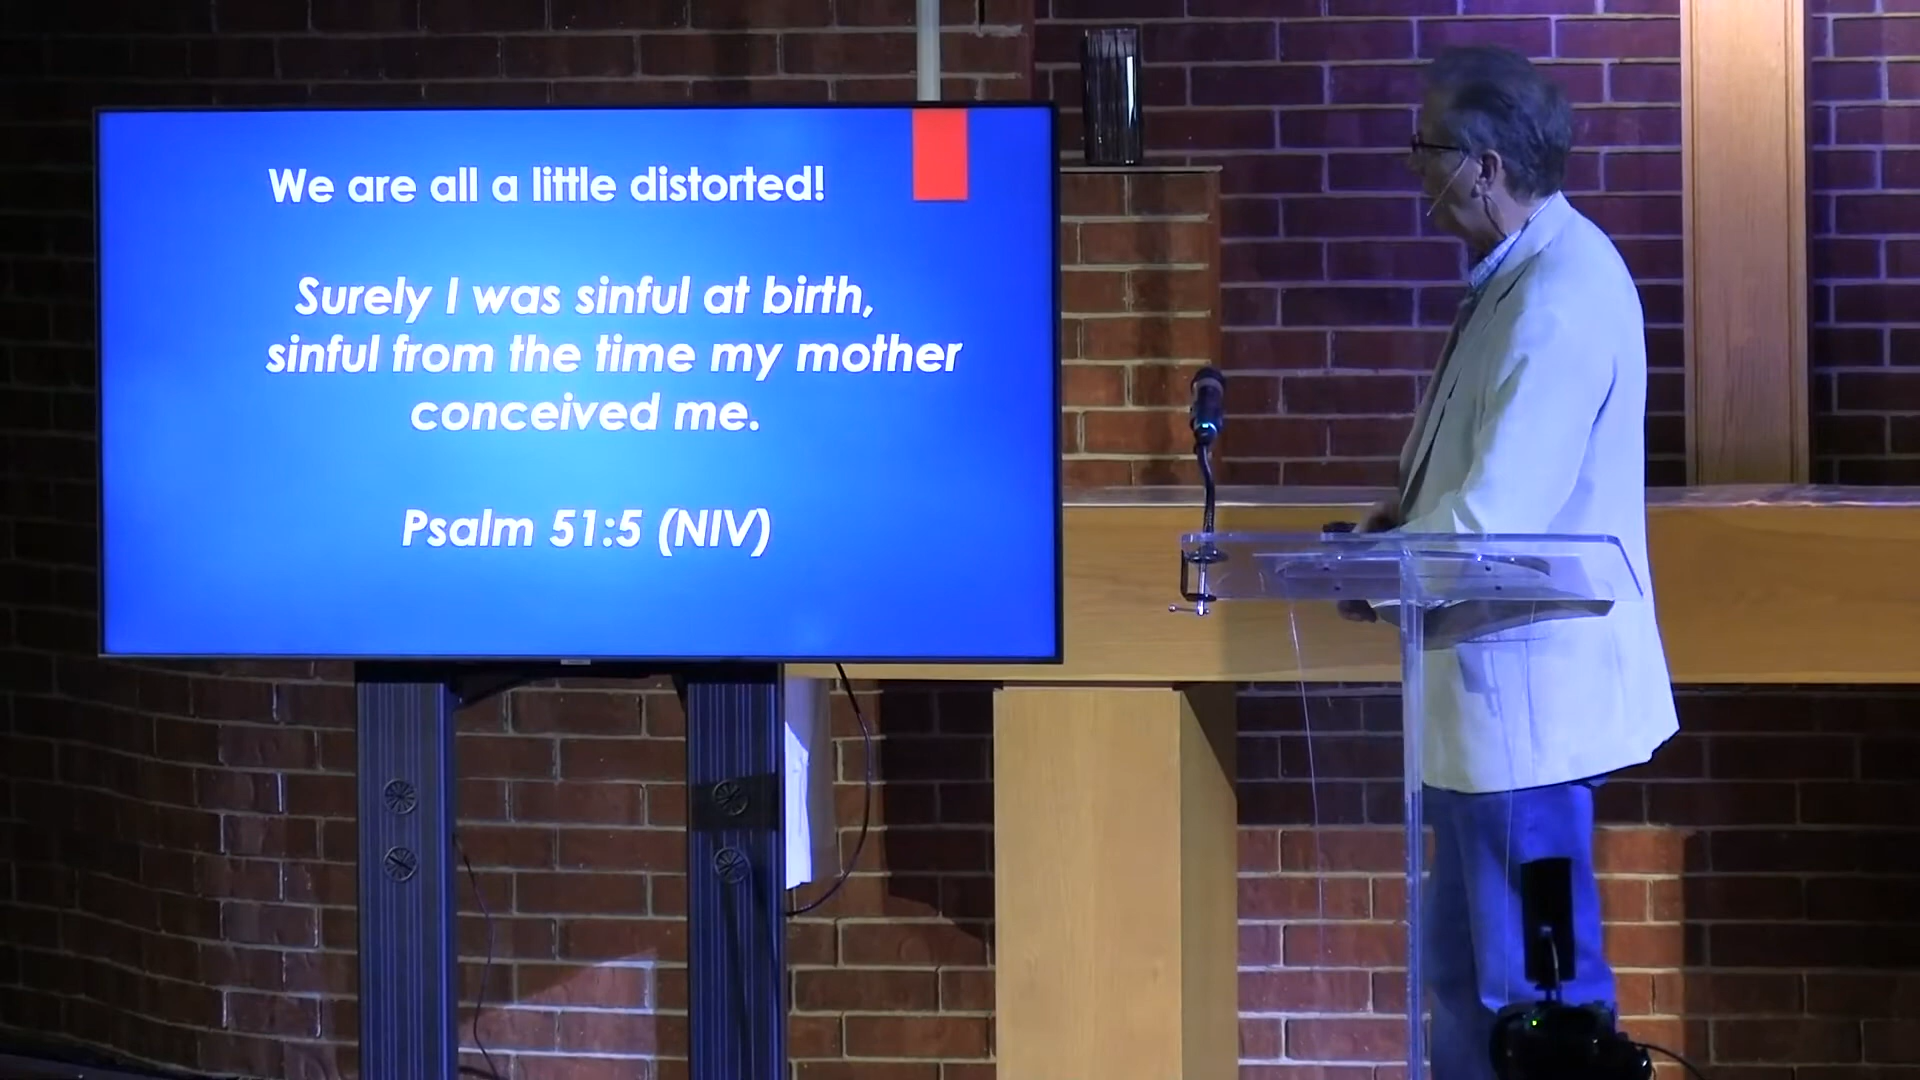 We are all a little distorted!
Surely I was sinful at birth,
sinful from the time my mother
conceived me.
Psalm 51:5 (NIV)